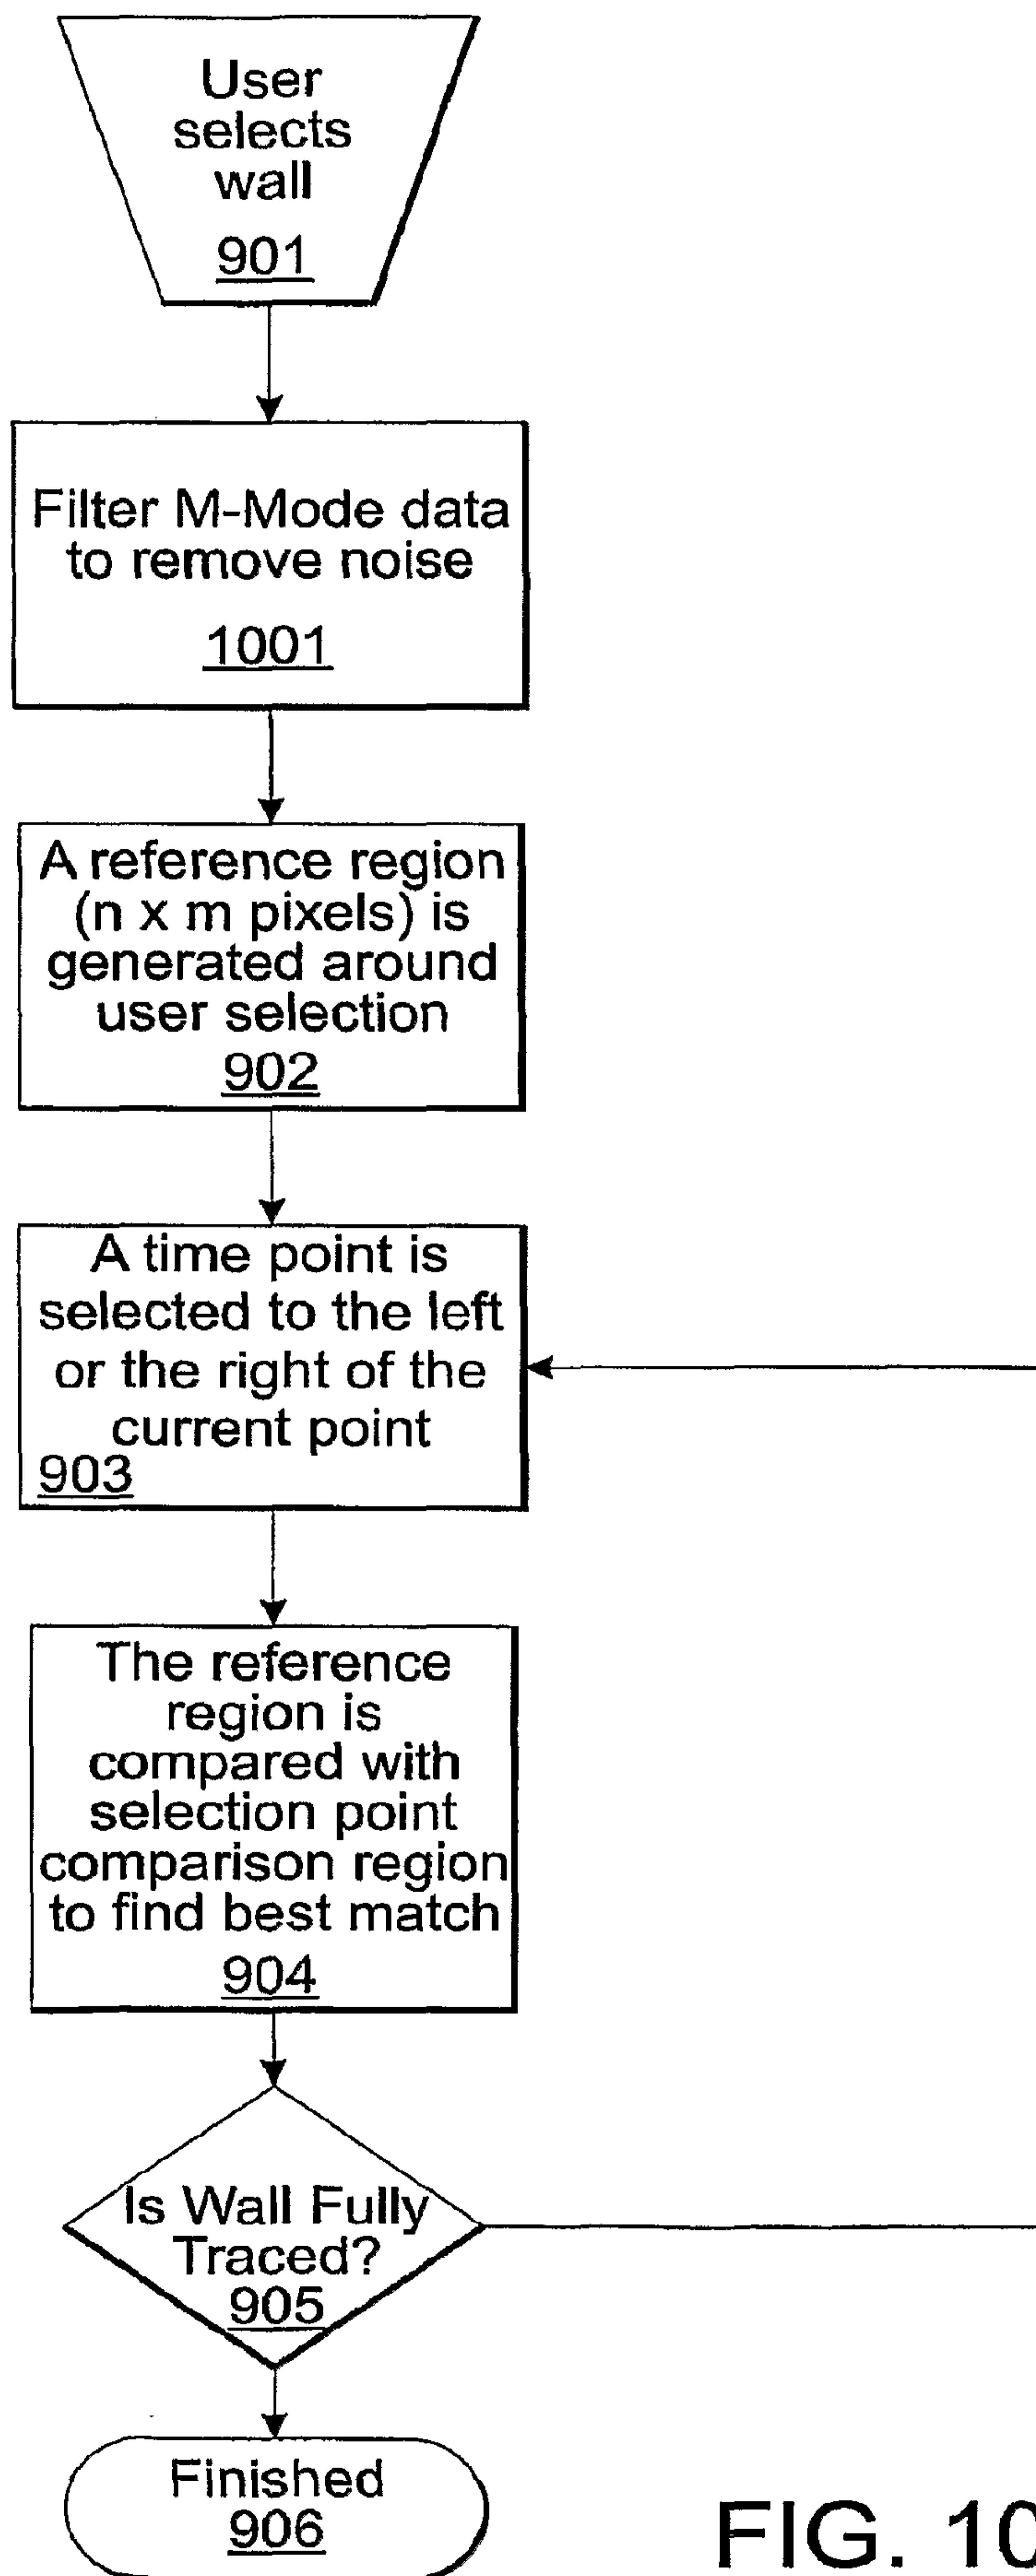 User
selects
wall
901
Filter M-Mode data
to remove noise
1001
A reference region
(n x m pixels) is
generated around
user selection
902
A time point is
selected to the left
or the right of the
current point
903
The reference
region is
compared with
selection point
comparison region
to find best match
904
Is Wall Fully
Traced?
905
Finished
906
FIG. 10